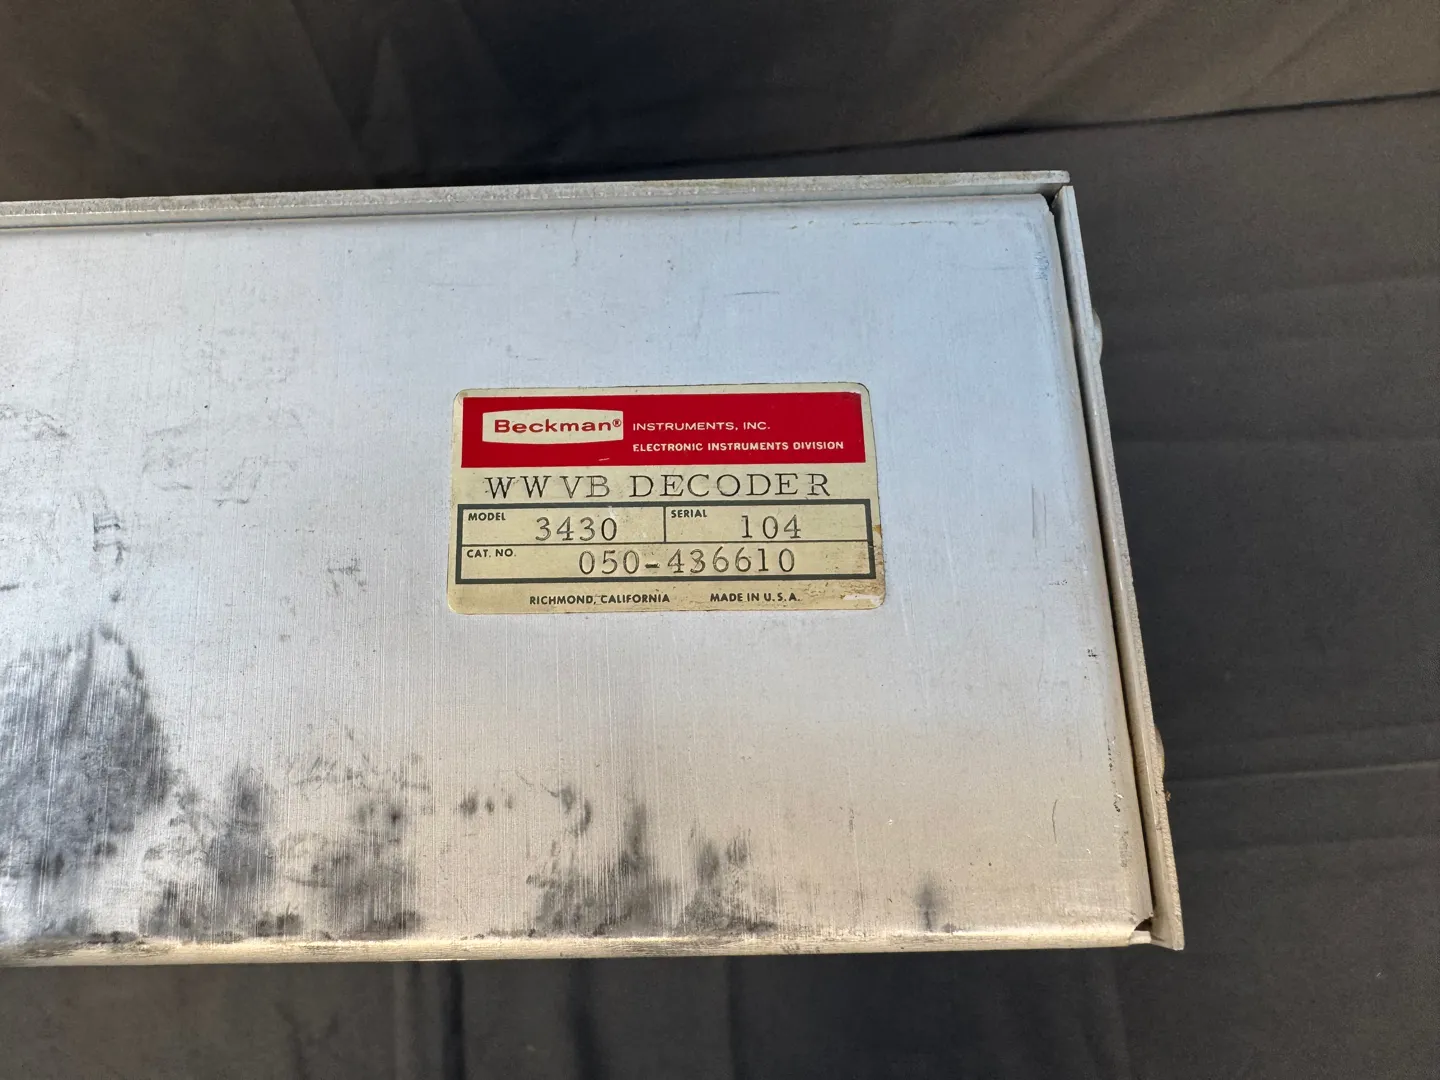 Beckman® INSTRUMENTS, INC.
ELECTRONIC INSTRUMENTS DIVISION
WWVB DECODER
MODEL 3430 SERIAL 104
CAT. NO. 050-436610
RICHMOND, CALIFORNIA MADE IN U.S.A.